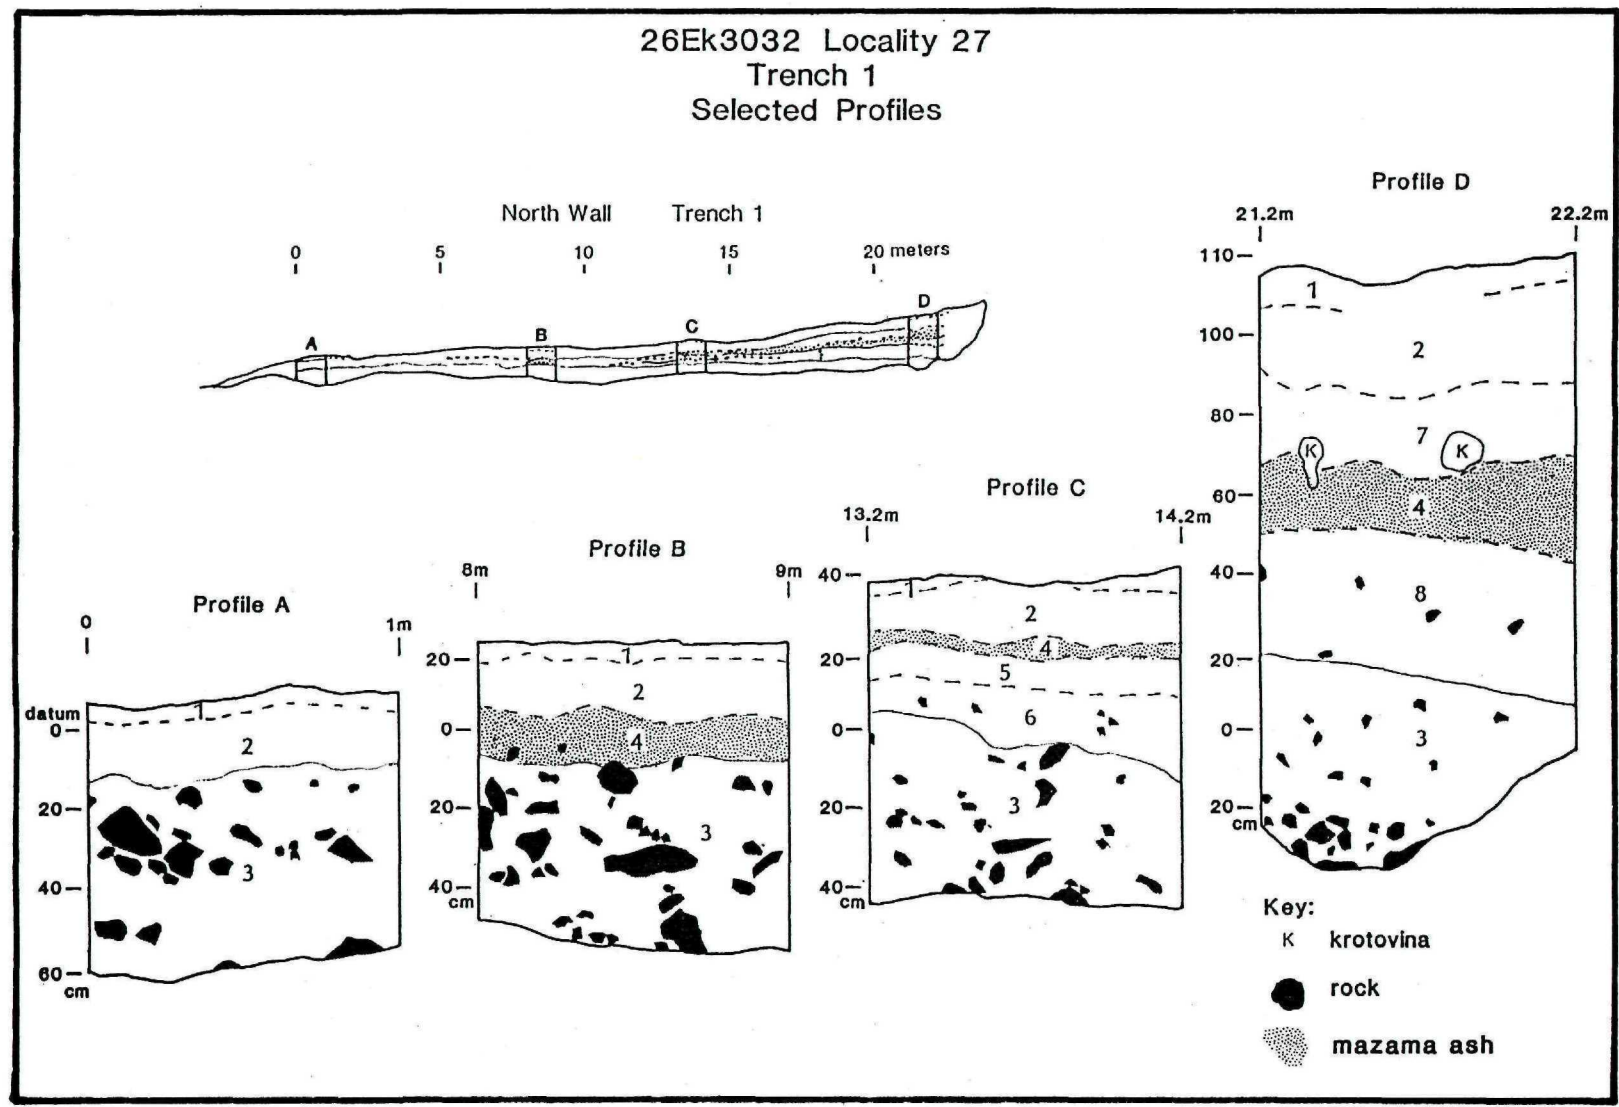 26Ek3032 Locality 27
Trench 1
Selected Profiles
North Wall Trench 1
0 5 10 15 20 meters
A B C D
Profile A
0 1m
datum
0
20
40
60
cm
1
2
3
Profile B
8m 9m
20
0
20
40
cm
1
2
4
3
Profile C
13.2m 14.2m
40
20
0
20
40
cm
1
2
4
5
6
3
Profile D
21.2m 22.2m
110
100
80
60
40
20
0
20
cm
1
2
7
K K
4
8
3
Key:
K krotovina
rock
mazama ash